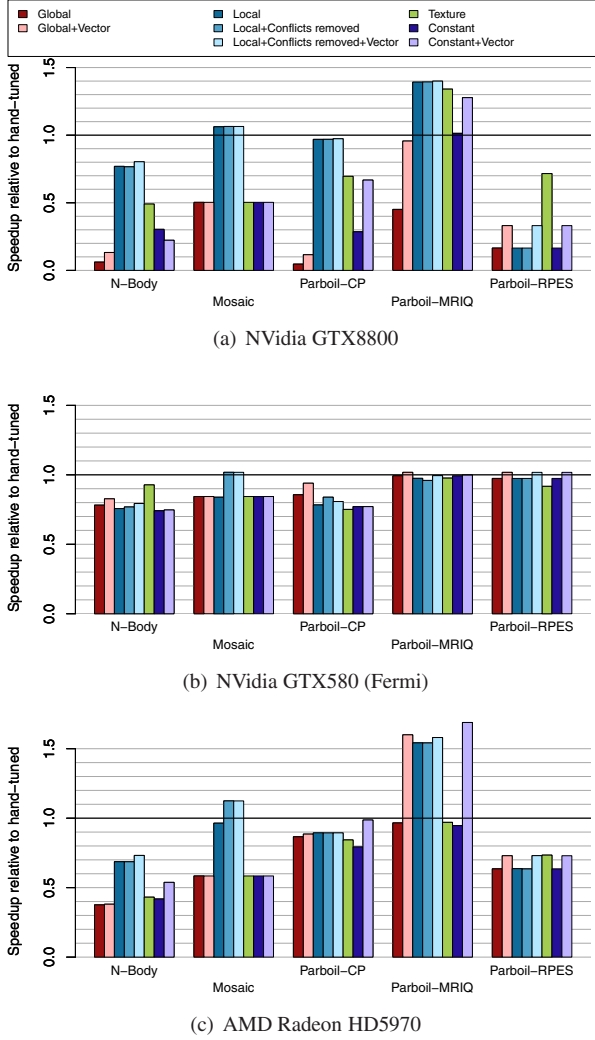 Global
Global+Vector
Local
Local+Conflicts removed
Local+Conflicts removed+Vector
Texture
Constant
Constant+Vector
Speedup relative to hand−tuned
1.5
1.0
0.5
0.0
N−Body
Mosaic
Parboil−CP
Parboil−MRIQ
Parboil−RPES
(a) NVidia GTX8800
Speedup relative to hand−tuned
1.5
1.0
0.5
0.0
N−Body
Mosaic
Parboil−CP
Parboil−MRIQ
Parboil−RPES
(b) NVidia GTX580 (Fermi)
Speedup relative to hand−tuned
1.5
1.0
0.5
0.0
N−Body
Mosaic
Parboil−CP
Parboil−MRIQ
Parboil−RPES
(c) AMD Radeon HD5970